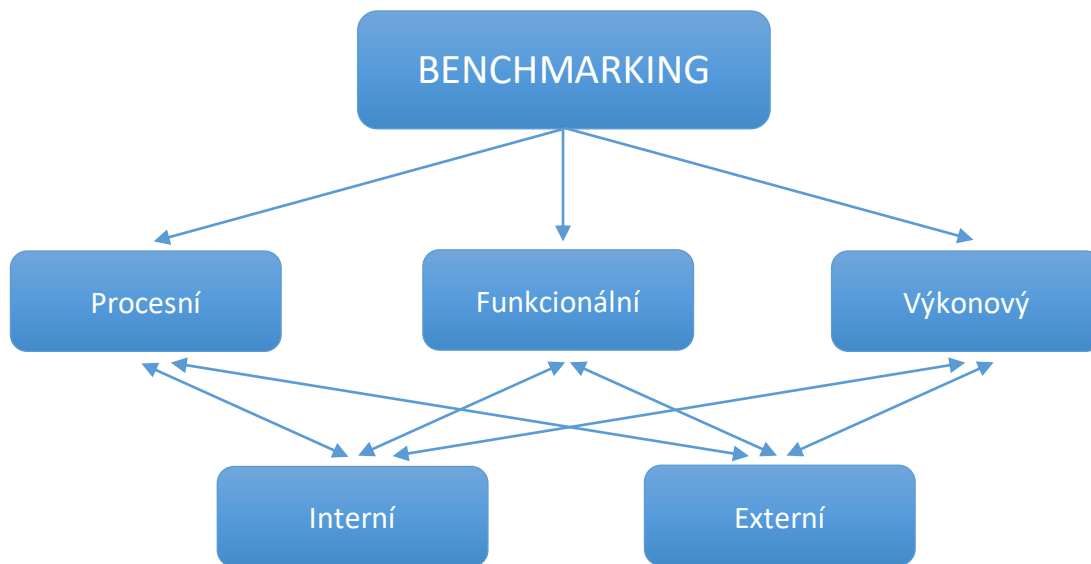 BENCHMARKING
Procesní
Funkcionální
Výkonový
Interní
Externí